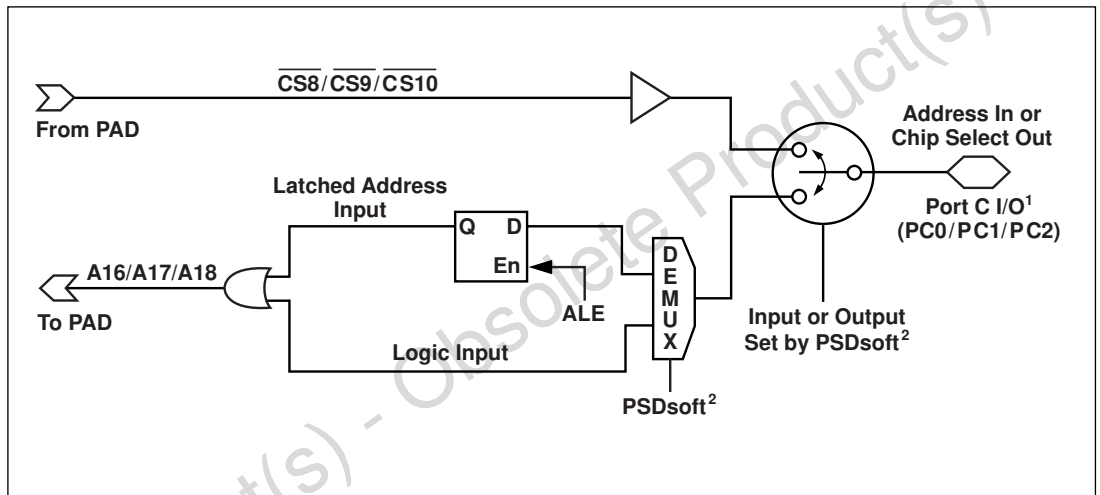 CS8/CS9/CS10
From PAD
Address In or
Chip Select Out
Port C I/O1
(PC0/PC1/PC2)
Latched Address
Input
Q D
En
ALE
DEMUX
A16/A17/A18
To PAD
Logic Input
Input or Output
Set by PSDsoft2
PSDsoft2
Product(s)
ct(s) - Obsolete Product(s)